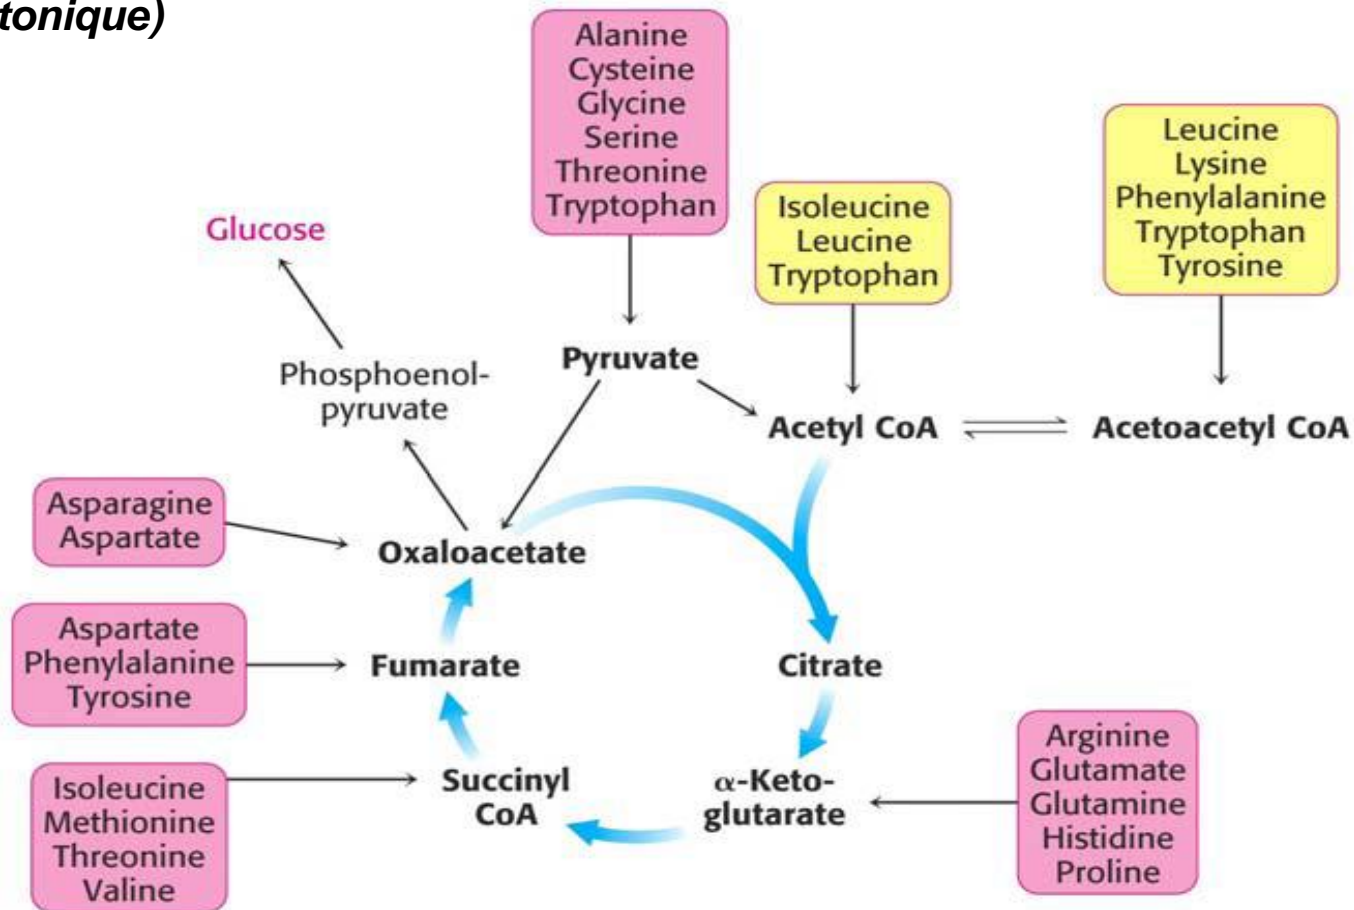 tonique)
Alanine
Cysteine
Glycine
Serine
Threonine
Tryptophan
Leucine
Lysine
Phenylalanine
Tryptophan
Tyrosine
Isoleucine
Leucine
Tryptophan
Glucose
Pyruvate
Phosphoenol-
pyruvate
Acetyl CoA
Acetoacetyl CoA
Asparagine
Aspartate
Oxaloacetate
Aspartate
Phenylalanine
Tyrosine
Fumarate
Citrate
Isoleucine
Methionine
Threonine
Valine
Succinyl
CoA
α-Keto-
glutarate
Arginine
Glutamate
Glutamine
Histidine
Proline